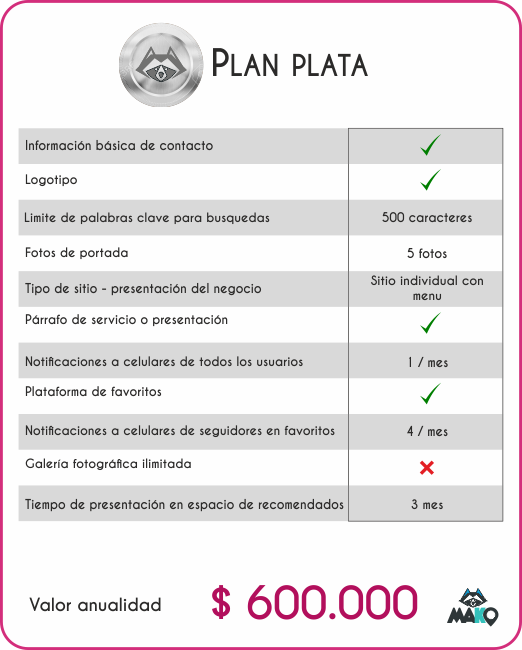 PLAN PLATA
Información básica de contacto
Logotipo
Limite de palabras clave para busquedas 500 caracteres
Fotos de portada 5 fotos
Tipo de sitio - presentación del negocio Sitio individual con
menu
Párrafo de servicio o presentación
Notificaciones a celulares de todos los usuarios 1 / mes
Plataforma de favoritos
Notificaciones a celulares de seguidores en favoritos 4 / mes
Galería fotográfica ilimitada
Tiempo de presentación en espacio de recomendados 3 mes
Valor anualidad $ 600.000
MAKO